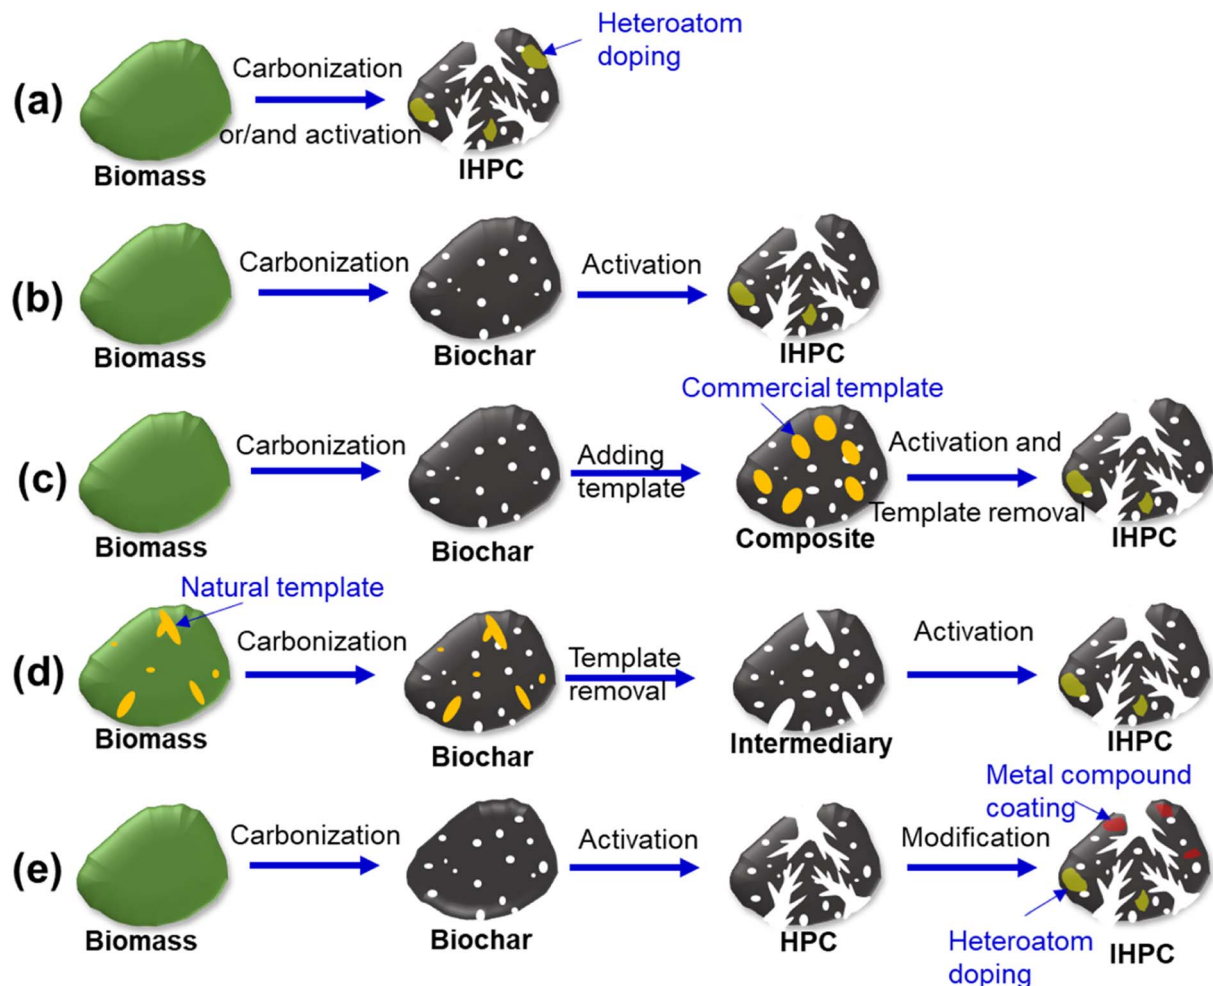 Heteroatom
doping
Carbonization
(a)
or/and activation
Biomass
IHPC
Carbonization
Activation
(b)
Biomass
Biochar
IHPC
Commercial template
Carbonization
Adding
template
Activation and
(c)
Template removal
Biomass
Biochar
Composite
IHPC
Natural template
Carbonization
Template
removal
Activation
(d)
Biomass
Biochar
Intermediary
IHPC
Metal compound
coating
Carbonization
Activation
Modification
(e)
Biomass
Biochar
HPC
Heteroatom
doping
IHPC